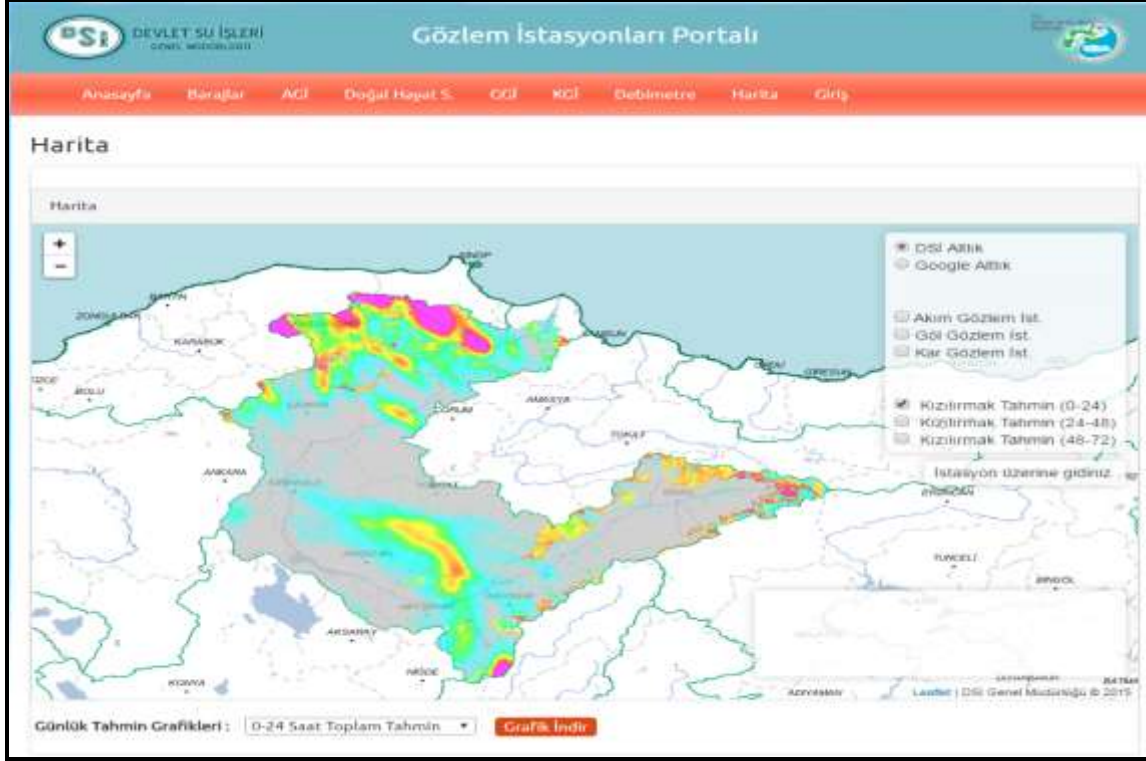 DSİ DEVLET SU İŞLERİ
GENEL MÜDÜRLÜĞÜ
Gözlem İstasyonları Portalı
Anasayfa Barajlar AGİ Doğal Hayat S. GGİ KGİ Debimetre Harita Giriş
Harita
Harita
+
−
DSİ Altlık
Google Altlık
Akım Gözlem İst.
Göl Gözlem İst.
Kar Gözlem İst.
Kızılırmak Tahmin (0-24)
Kızılırmak Tahmin (24-48)
Kızılırmak Tahmin (48-72)
İstasyon üzerine gidiniz.
SİNOP
BARTIN
ZONGULDAK
KARABÜK
BOLU
ORDU
GİRESUN
AMASYA
ÇORUM
TOKAT
ANKARA
ERZİNCAN
TUNCELİ
BİNGÖL
AKSARAY
NİĞDE
KONYA
ADIYAMAN
Leaflet | DSİ Genel Müdürlüğü © 2015
Günlük Tahmin Grafikleri : 0-24 Saat Toplam Tahmin Grafik İndir